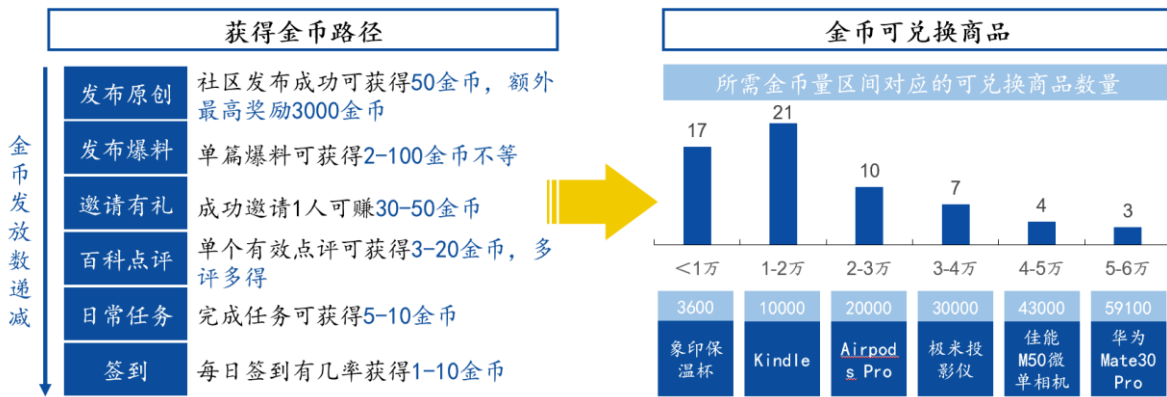 获得金币路径
金币发放数递减
发布原创
社区发布成功可获得50金币，额外
最高奖励3000金币
发布爆料
单篇爆料可获得2-100金币不等
邀请有礼
成功邀请1人可赚30-50金币
百科点评
单个有效点评可获得3-20金币，多
评多得
日常任务
完成任务可获得5-10金币
签到
每日签到有几率获得1-10金币
金币可兑换商品
所需金币量区间对应的可兑换商品数量
17
21
10
7
4
3
＜1万
1-2万
2-3万
3-4万
4-5万
5-6万
3600
10000
20000
30000
43000
59100
象印保
温杯
Kindle
Airpod
s Pro
极米投
影仪
佳能
M50微
单相机
华为
Mate30
Pro